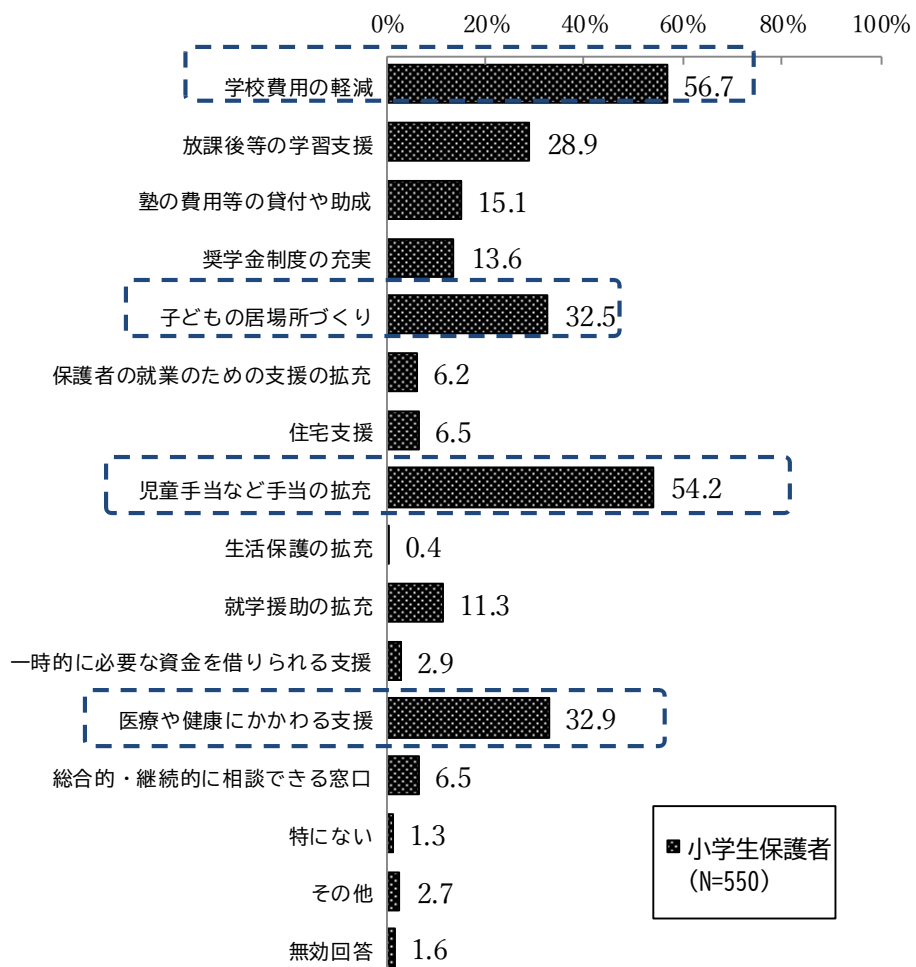 0% 20% 40% 60% 80% 100%
学校費用の軽減 56.7
放課後等の学習支援 28.9
塾の費用等の貸付や助成 15.1
奨学金制度の充実 13.6
子どもの居場所づくり 32.5
保護者の就業のための支援の拡充 6.2
住宅支援 6.5
児童手当など手当の拡充 54.2
生活保護の拡充 0.4
就学援助の拡充 11.3
一時的に必要な資金を借りられる支援 2.9
医療や健康にかかわる支援 32.9
総合的・継続的に相談できる窓口 6.5
特にない 1.3
その他 2.7
無効回答 1.6
小学生保護者
(N=550)